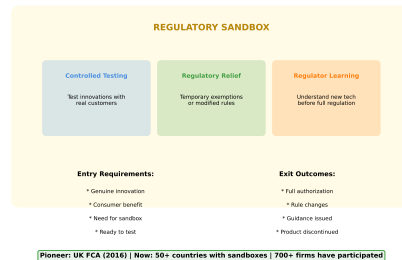 REGULATORY SANDBOX
Controlled Testing
Test innovations with
real customers
Regulatory Relief
Temporary exemptions
or modified rules
Regulator Learning
Understand new tech
before full regulation
Entry Requirements:
* Genuine innovation
* Consumer benefit
* Need for sandbox
* Ready to test
Exit Outcomes:
* Full authorization
* Rule changes
* Guidance issued
* Product discontinued
Pioneer: UK FCA (2016) | Now: 50+ countries with sandboxes | 700+ firms have participated